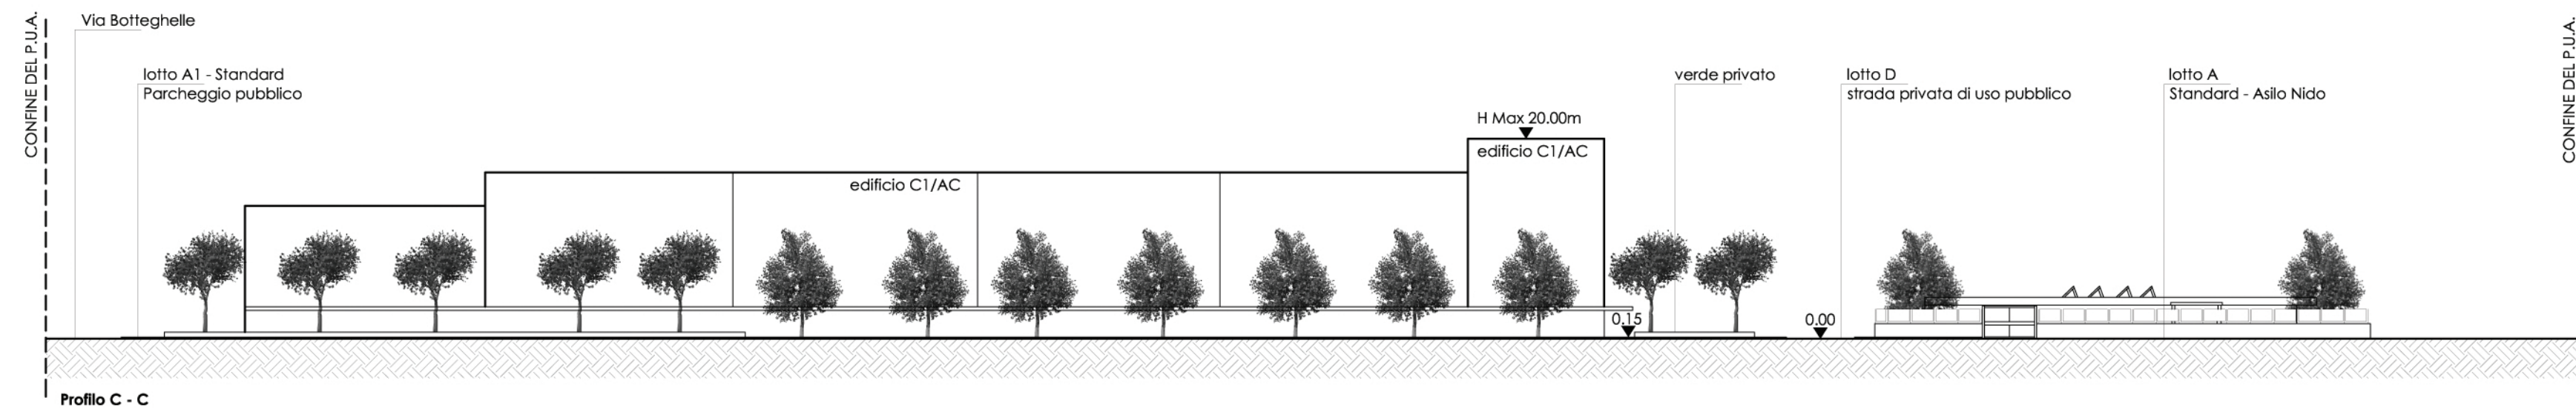 CONFINE DEL P.U.A.
Via Botteghelle
lotto A1 - Standard
Parcheggio pubblico
edificio C1/AC
H Max 20.00m
edificio C1/AC
0.15
verde privato
0.00
lotto D
strada privata di uso pubblico
lotto A
Standard - Asilo Nido
CONFINE DEL P.U.A.
Profilo C - C